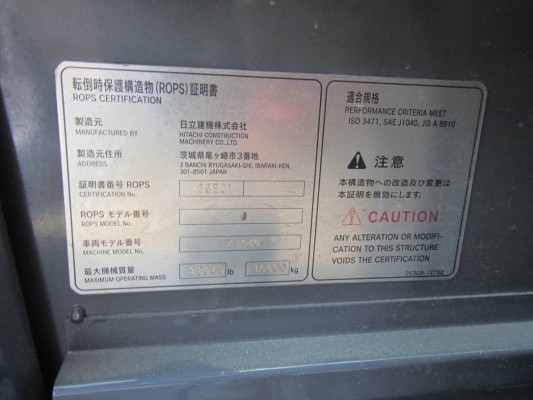 転倒時保護構造物(ROPS)証明書
ROPS CERTIFICATION
製造元
MANUFACTURED BY
日立建機株式会社
HITACHI CONSTRUCTION
MACHINERY CO.,LTD.
製造元住所
ADDRESS.
茨城県竜ヶ崎市3番地
3 BANCHI RYUGASAKI-SHI, IBARAKI-KEN,
301-8501 JAPAN
証明書番号 ROPS
CERTIFICATION No.
ROPS モデル番号
ROPS MODEL No.
車両モデル番号
MACHINE MODEL No.
最大機械質量
MAXIMUM OPERATING MASS
lb
kg
適合規格
PERFORMANCE CRITERIA MEET
ISO 3471, SAE J1040, JIS A 8910
注意
本構造物への改造及び変更は
本証明を無効にします.
CAUTION
ANY ALTERATION OR MODIFI-
CATION TO THIS STRUCTURE
VOIDS THE CERTIFICATION